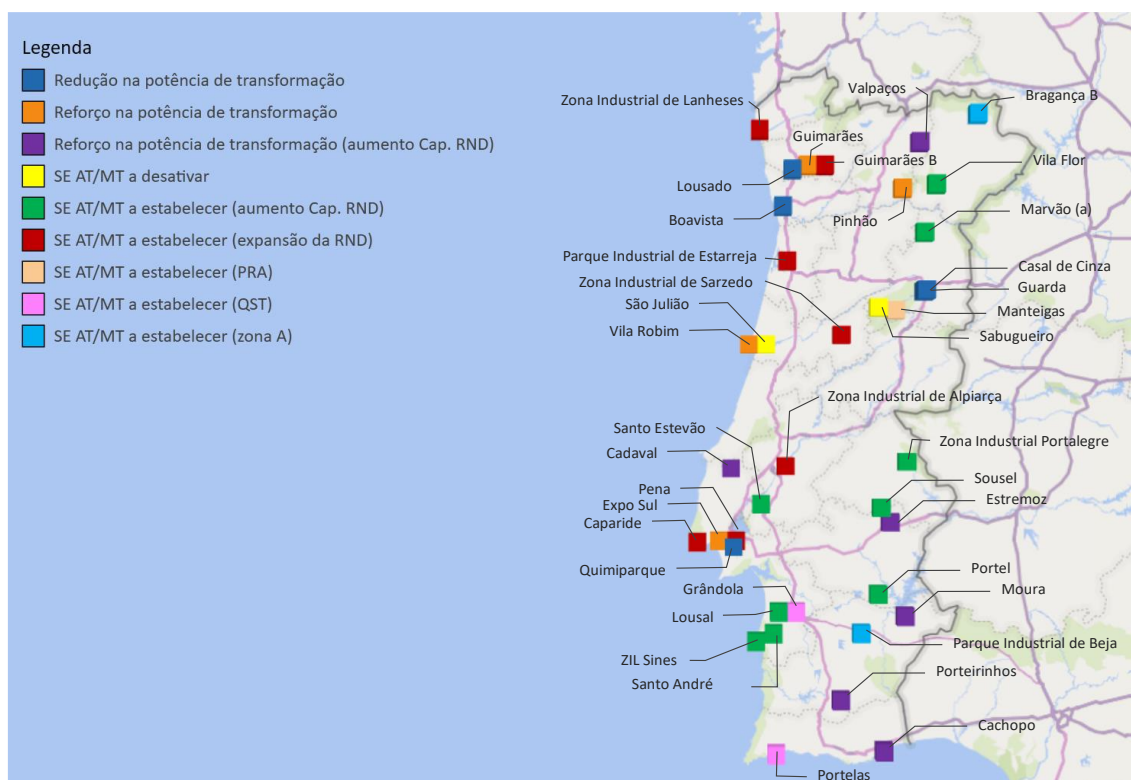 Legenda
Redução na potência de transformação
Reforço na potência de transformação
Reforço na potência de transformação (aumento Cap. RND)
SE AT/MT a desativar
SE AT/MT a estabelecer (aumento Cap. RND)
SE AT/MT a estabelecer (expansão da RND)
SE AT/MT a estabelecer (PRA)
SE AT/MT a estabelecer (QST)
SE AT/MT a estabelecer (zona A)
Valpaços
Bragança B
Zona Industrial de Lanheses
Guimarães
Guimarães B
Vila Flor
Lousado
Boavista
Pinhão
Marvão (a)
Parque Industrial de Estarreja
Casal de Cinza
Zona Industrial de Sarzedo
Guarda
São Julião
Manteigas
Vila Robim
Sabugueiro
Zona Industrial de Alpiarça
Santo Estevão
Zona Industrial Portalegre
Cadaval
Sousel
Pena
Estremoz
Expo Sul
Caparide
Quimiparque
Portel
Grândola
Moura
Lousal
Parque Industrial de Beja
ZIL Sines
Santo André
Porteirinhos
Cachopo
Portelas